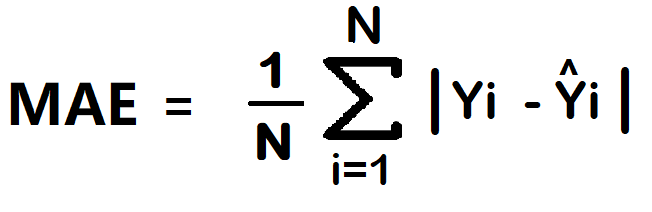 MAE = 1/N N∑i=1 |Yi - Ŷi|